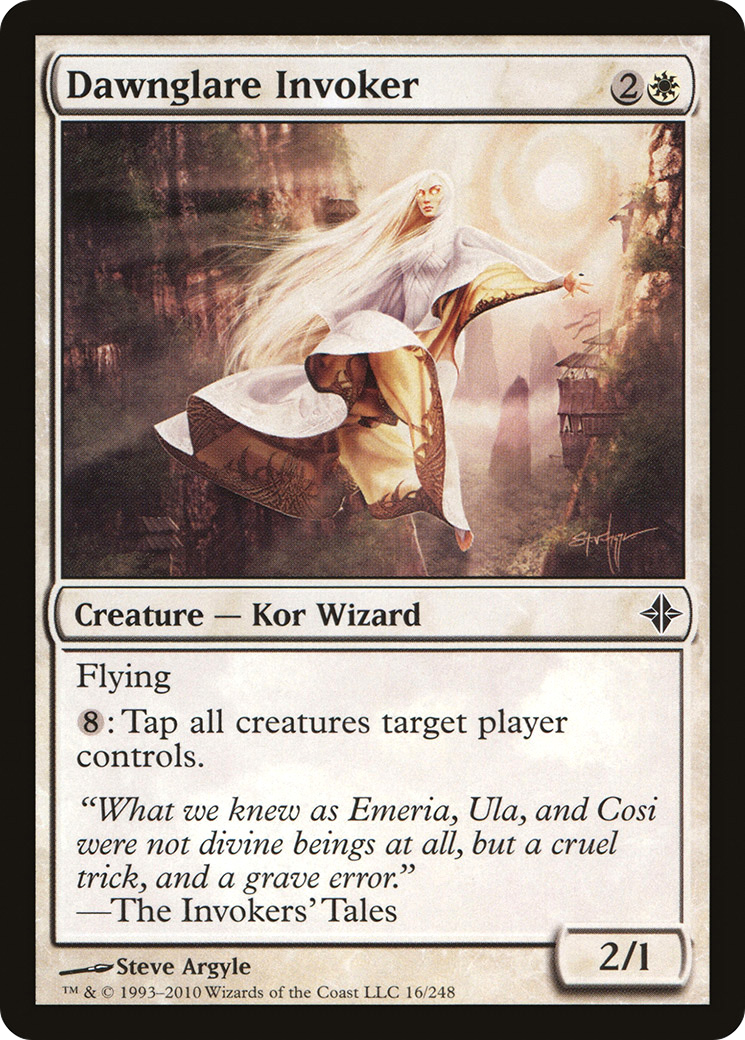 Dawnglare Invoker 2
Creature — Kor Wizard
Flying
8: Tap all creatures target player
controls.
“What we knew as Emeria, Ula, and Cosi
were not divine beings at all, but a cruel
trick, and a grave error.”
—The Invokers’ Tales
2/1
Steve Argyle
™ & © 1993–2010 Wizards of the Coast LLC 16/248